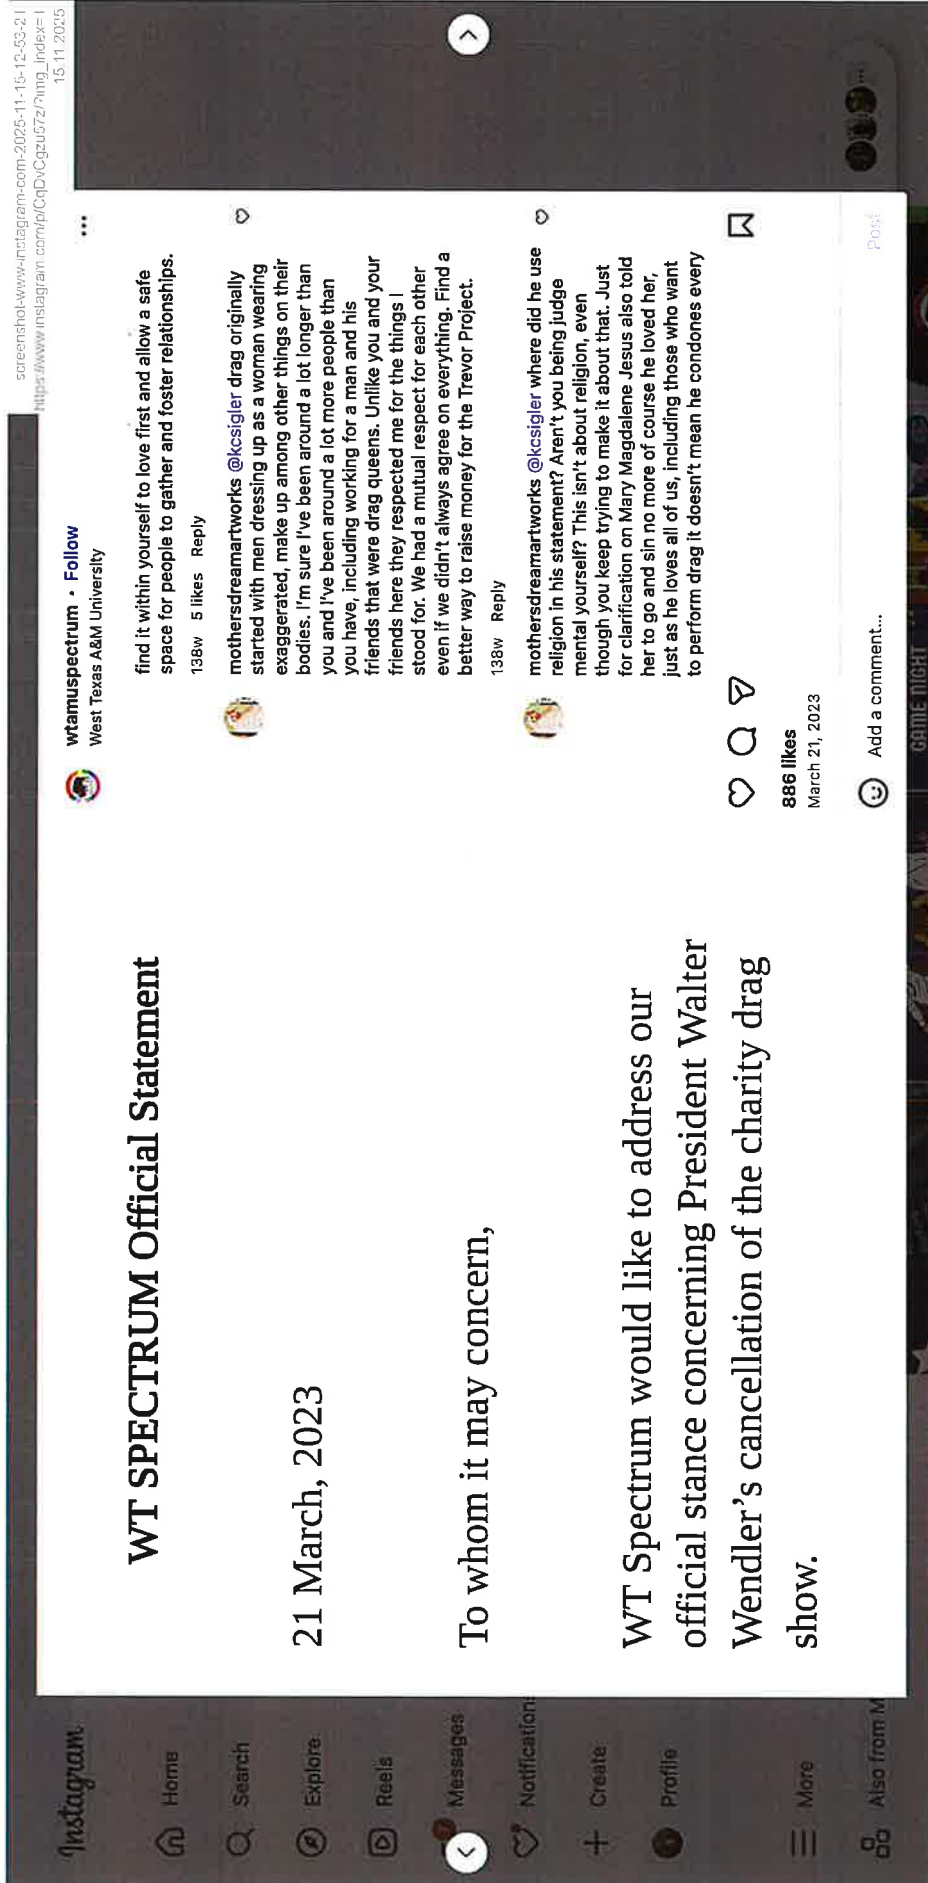 screenshot-www-instagram-com-2025-11-15-12-53-21
https://www.instagram.com/p/CqDvCgzu57z/?img_index=1
15.11.2025
Instagram
Home
Search
Explore
Reels
Messages
Notifications
Create
Profile
More
Also from M
WT SPECTRUM Official Statement
21 March, 2023
To whom it may concern,
WT Spectrum would like to address our
official stance concerning President Walter
Wendler's cancellation of the charity drag
show.
wtamuspectrum • Follow
West Texas A&M University
find it within yourself to love first and allow a safe
space for people to gather and foster relationships.
138w 5 likes Reply
mothersdreamartworks @kcsigler drag originally
started with men dressing up as a woman wearing
exaggerated, make up among other things on their
bodies. I'm sure I've been around a lot longer than
you and I've been around a lot more people than
you have, including working for a man and his
friends that were drag queens. Unlike you and your
friends here they respected me for the things I
stood for. We had a mutual respect for each other
even if we didn't always agree on everything. Find a
better way to raise money for the Trevor Project.
138w Reply
mothersdreamartworks @kcsigler where did he use
religion in his statement? Aren't you being judge
mental yourself? This isn't about religion, even
though you keep trying to make it about that. Just
for clarification on Mary Magdalene Jesus also told
her to go and sin no more of course he loved her,
just as he loves all of us, including those who want
to perform drag it doesn't mean he condones every
886 likes
March 21, 2023
Add a comment...
Post
GAME NIGHT